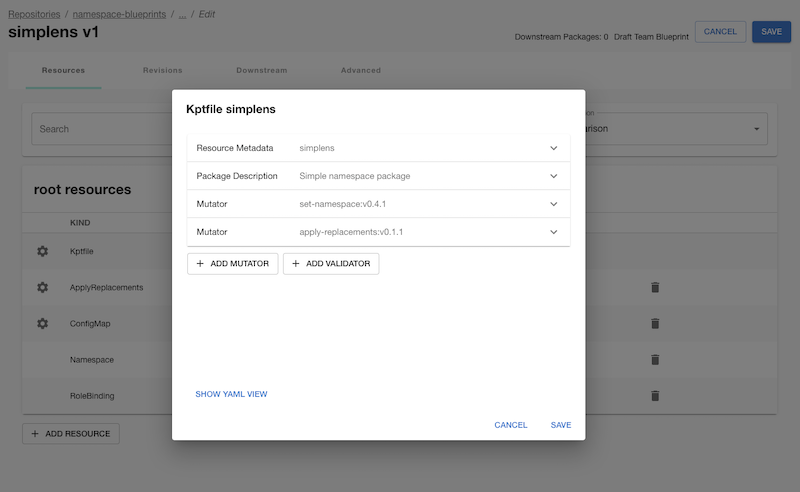 Repositories / namespace-blueprints / ... / Edit
simplens v1
Downstream Packages: 0 Draft Team Blueprint CANCEL SAVE
Resources Revisions Downstream Advanced
Search
root resources
KIND
Kptfile
ApplyReplacements
ConfigMap
Namespace
RoleBinding
ADD RESOURCE
Kptfile simplens
Resource Metadata simplens
Package Description Simple namespace package
Mutator set-namespace:v0.4.1
Mutator apply-replacements:v0.1.1
ADD MUTATOR ADD VALIDATOR
SHOW YAML VIEW
CANCEL SAVE